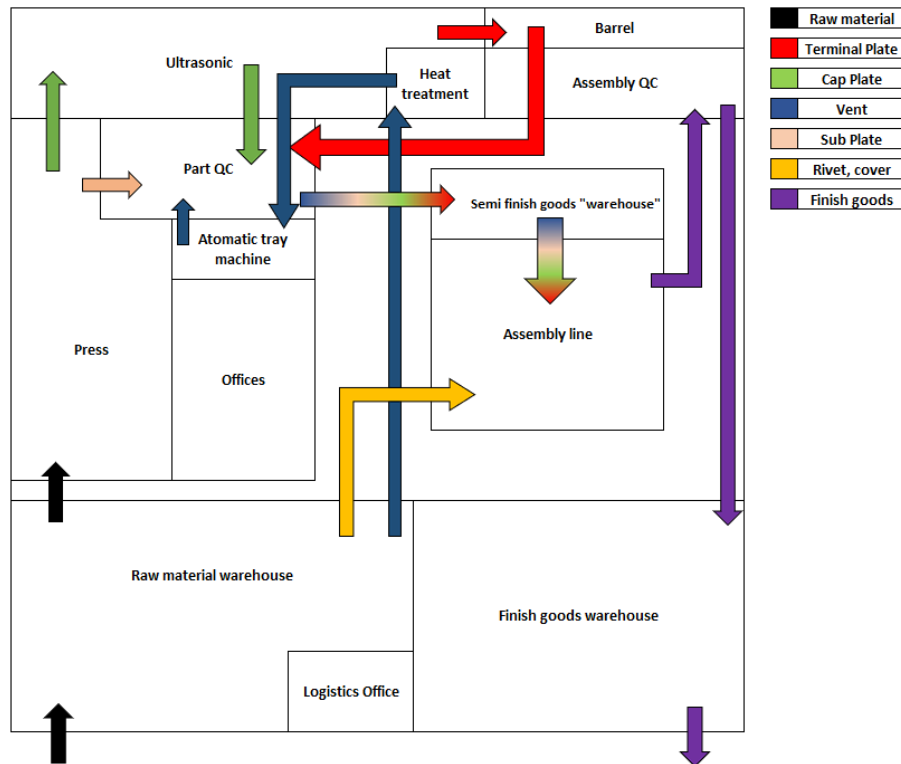 Raw material
Barrel
Terminal Plate
Ultrasonic
Heat
treatment
Assembly QC
Cap Plate
Vent
Sub Plate
Part QC
Rivet, cover
Semi finish goods "warehouse"
Finish goods
Atomatic tray
machine
Assembly line
Press
Offices
Raw material warehouse
Finish goods warehouse
Logistics Office